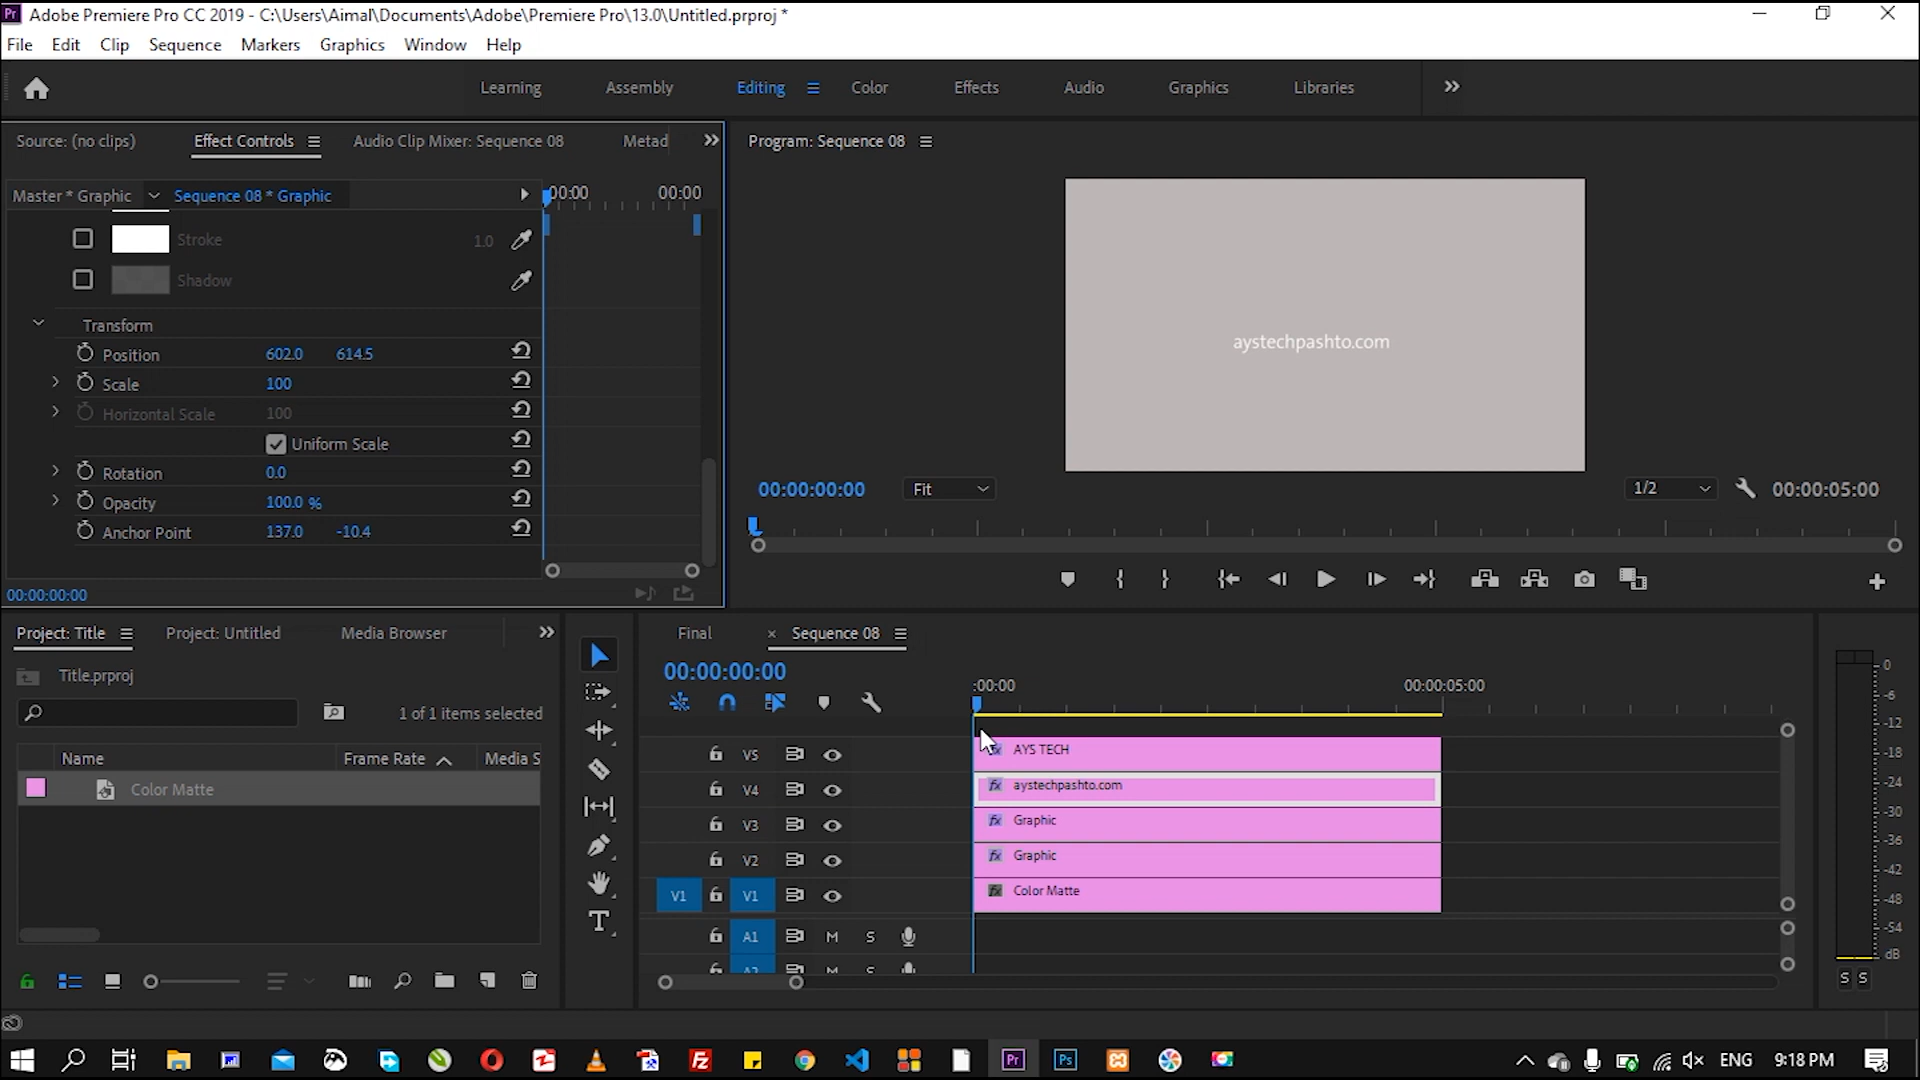 Adobe Premiere Pro CC 2019 - C:\Users\Aimal\Documents\Adobe\Premiere Pro\13.0\Untitled.prproj *
File Edit Clip Sequence Markers Graphics Window Help
Learning Assembly Editing Color Effects Audio Graphics Libraries
Source: (no clips) Effect Controls Audio Clip Mixer: Sequence 08 Metad
Program: Sequence 08
Master * Graphic Sequence 08 * Graphic
:00:00 00:00
Stroke 1.0
Shadow
Transform
Position 602.0 614.5
Scale 100
Horizontal Scale 100
Uniform Scale
Rotation 0.0
Opacity 100.0 %
Anchor Point 137.0 -10.4
00:00:00:00
aystechpashto.com
00:00:00:00 Fit 1/2 00:00:05:00
Project: Title Project: Untitled Media Browser
Title.prproj
1 of 1 items selected
Name Frame Rate Media S
Color Matte
Final × Sequence 08
00:00:00:00
:00:00 00:00:05:00
V5 fx AYS TECH
V4 fx aystechpashto.com
V3 fx Graphic
V2 fx Graphic
V1 V1 fx Color Matte
A1 M S
A2 M S
T
0
-6
-12
-18
-24
-30
-36
-42
-48
-54
dB
S S
Pr Ps ENG 9:18 PM